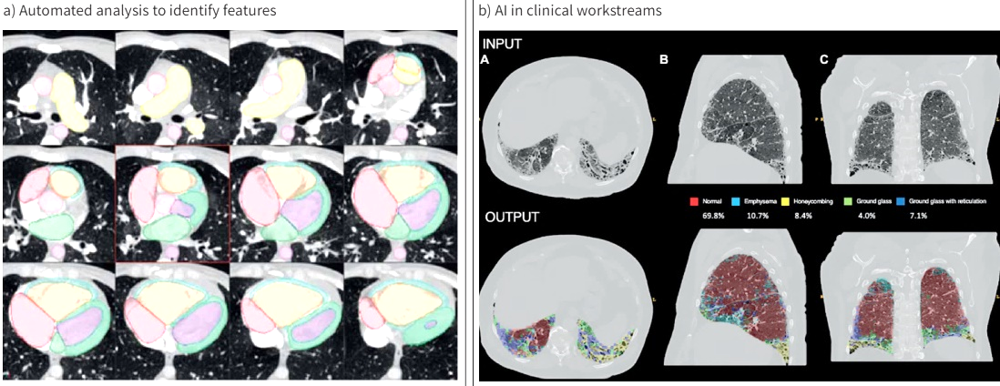 a) Automated analysis to identify features
b) AI in clinical workstreams
INPUT
A
B
C
Normal Emphysema Honeycombing Ground glass Ground glass with reticulation
69.8% 10.7% 8.4% 4.0% 7.1%
OUTPUT